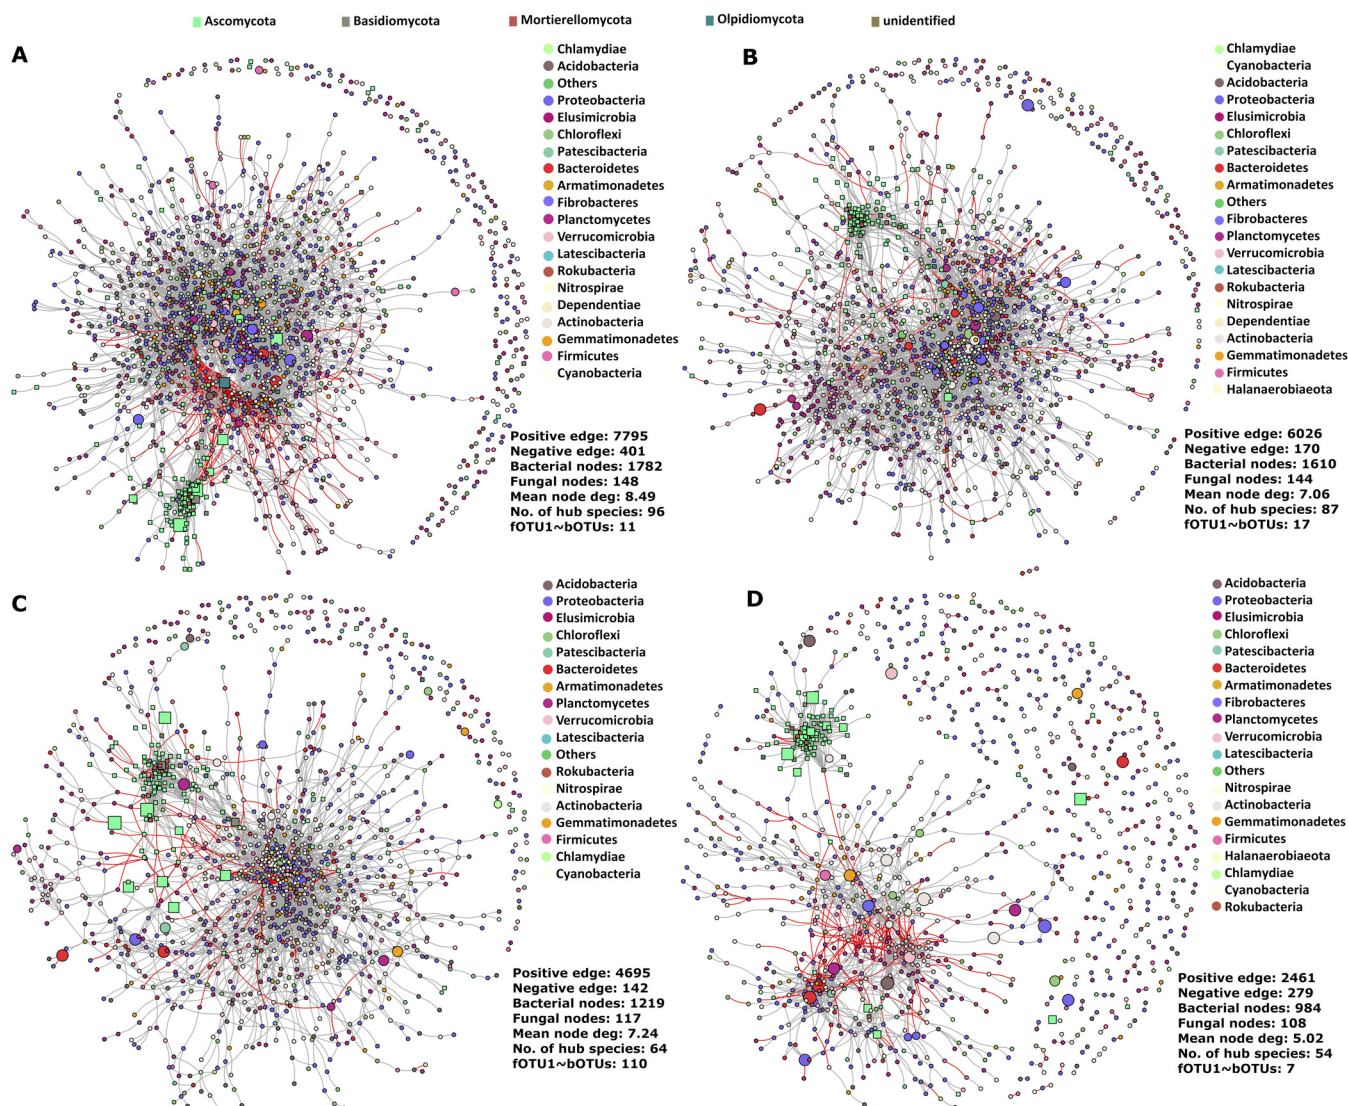 Ascomycota Basidiomycota Mortierellomycota Olpidiomycota unidentified
A
Chlamydiae
Acidobacteria
Others
Proteobacteria
Elusimicrobia
Chloroflexi
Patescibacteria
Bacteroidetes
Armatimonadetes
Fibrobacteres
Planctomycetes
Verrucomicrobia
Latescibacteria
Rokubacteria
Nitrospirae
Dependentiae
Actinobacteria
Gemmatimonadetes
Firmicutes
Cyanobacteria
Positive edge: 7795
Negative edge: 401
Bacterial nodes: 1782
Fungal nodes: 148
Mean node deg: 8.49
No. of hub species: 96
fOTU1~bOTUs: 11
B
Chlamydiae
Cyanobacteria
Acidobacteria
Proteobacteria
Elusimicrobia
Chloroflexi
Patescibacteria
Bacteroidetes
Armatimonadetes
Others
Fibrobacteres
Planctomycetes
Verrucomicrobia
Latescibacteria
Rokubacteria
Nitrospirae
Dependentiae
Actinobacteria
Gemmatimonadetes
Firmicutes
Halanaerobiaeota
Positive edge: 6026
Negative edge: 170
Bacterial nodes: 1610
Fungal nodes: 144
Mean node deg: 7.06
No. of hub species: 87
fOTU1~bOTUs: 17
C
Acidobacteria
Proteobacteria
Elusimicrobia
Chloroflexi
Patescibacteria
Bacteroidetes
Armatimonadetes
Planctomycetes
Verrucomicrobia
Latescibacteria
Others
Rokubacteria
Nitrospirae
Actinobacteria
Gemmatimonadetes
Firmicutes
Chlamydiae
Cyanobacteria
Positive edge: 4695
Negative edge: 142
Bacterial nodes: 1219
Fungal nodes: 117
Mean node deg: 7.24
No. of hub species: 64
fOTU1~bOTUs: 110
D
Acidobacteria
Proteobacteria
Elusimicrobia
Chloroflexi
Patescibacteria
Bacteroidetes
Armatimonadetes
Fibrobacteres
Planctomycetes
Verrucomicrobia
Latescibacteria
Others
Nitrospirae
Actinobacteria
Gemmatimonadetes
Firmicutes
Halanaerobiaeota
Chlamydiae
Cyanobacteria
Rokubacteria
Positive edge: 2461
Negative edge: 279
Bacterial nodes: 984
Fungal nodes: 108
Mean node deg: 5.02
No. of hub species: 54
fOTU1~bOTUs: 7